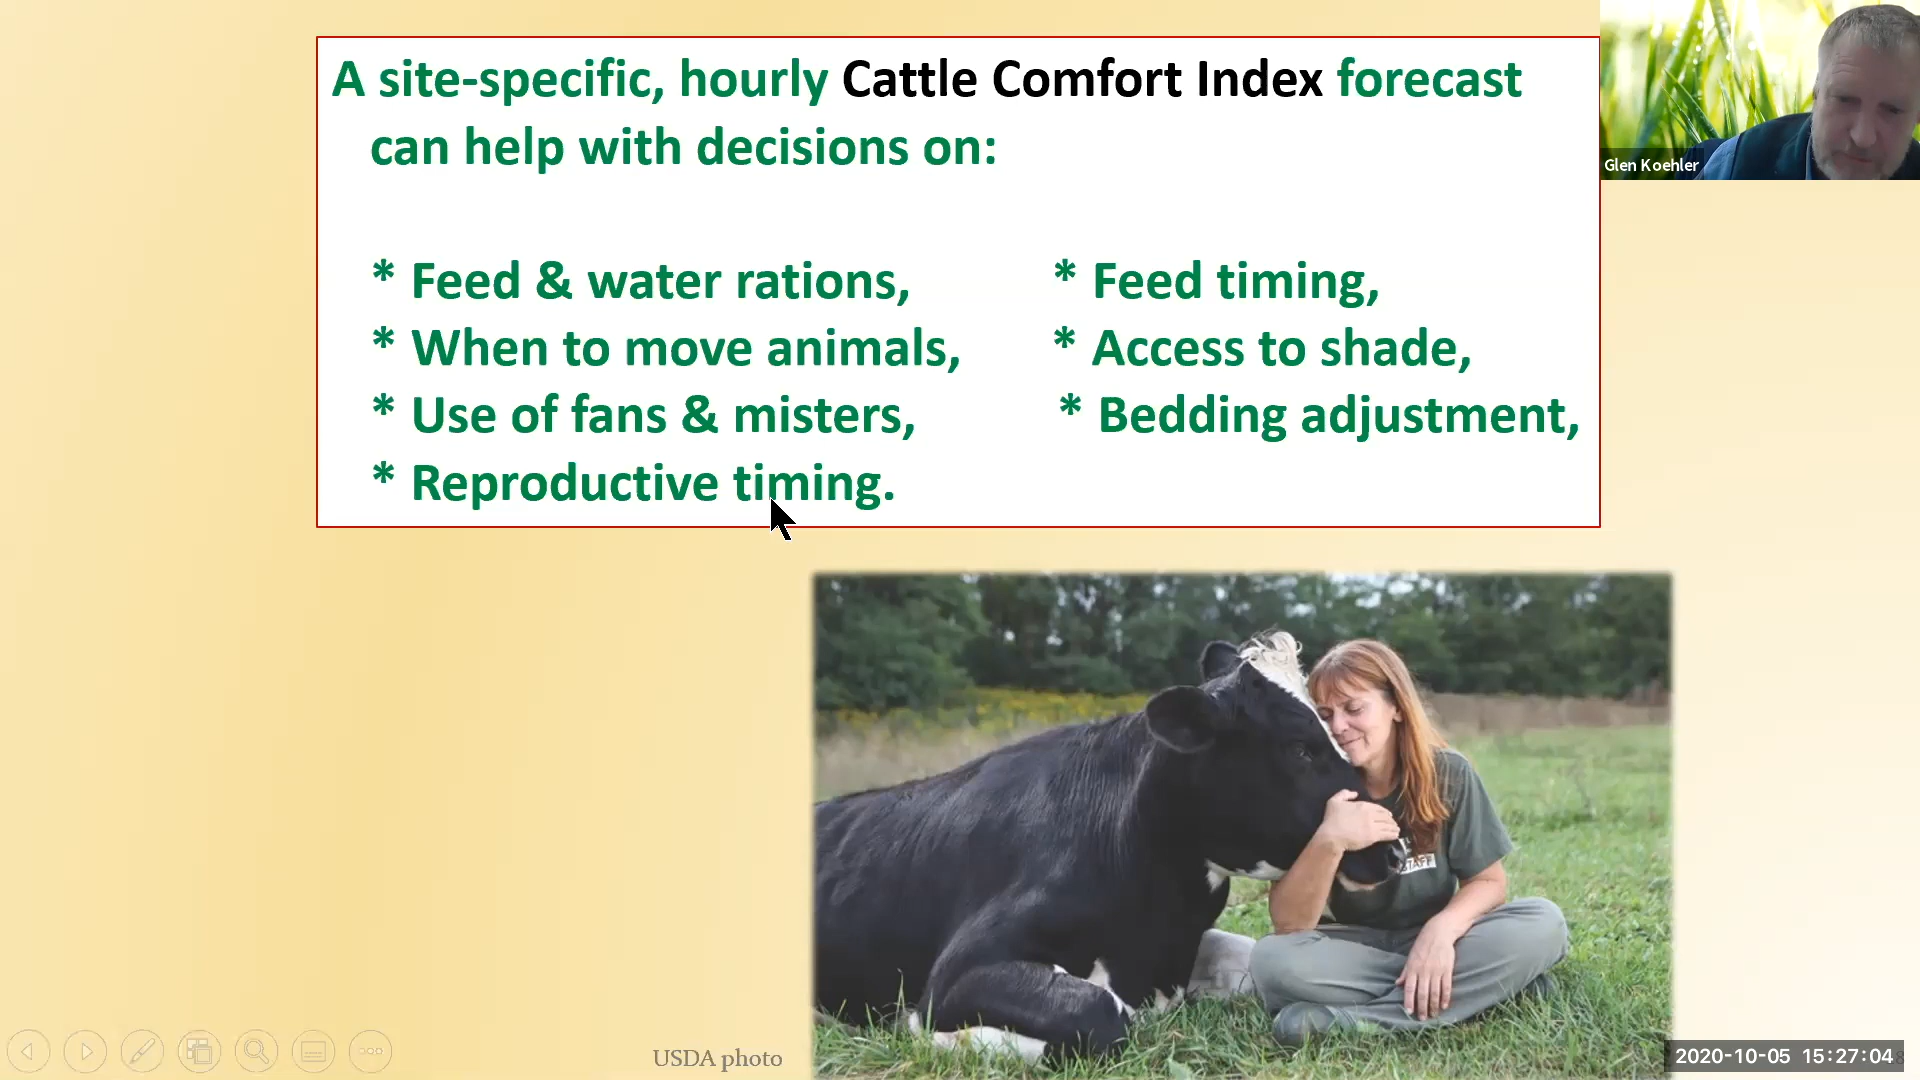 A site-specific, hourly Cattle Comfort Index forecast
can help with decisions on:
* Feed & water rations, * Feed timing,
* When to move animals, * Access to shade,
* Use of fans & misters, * Bedding adjustment,
* Reproductive timing.
Glen Koehler
STAFF
USDA photo
2020-10-05 15:27:04